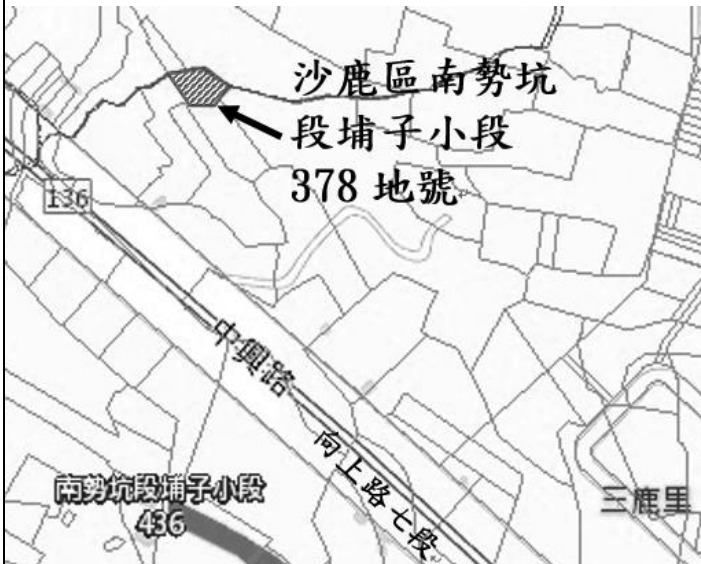 沙鹿區南勢坑
段埔子小段
378 地號
136
中興路
向上路七段
南勢坑段埔子小段
436
三鹿里